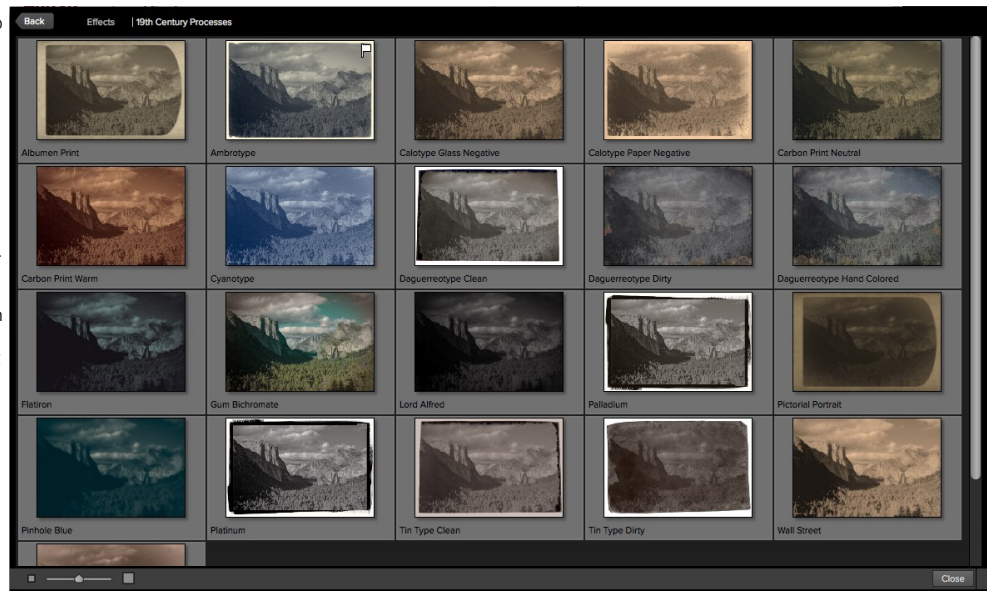 Back Effects | 19th Century Processes
Albumen Print Ambrotype Calotype Glass Negative Calotype Paper Negative Carbon Print Neutral
Carbon Print Warm Cyanotype Daguerreotype Clean Daguerreotype Dirty Daguerreotype Hand Colored
Flatiron Gum Bichromate Lord Alfred Palladium Pictorial Portrait
Pinhole Blue Platinum Tin Type Clean Tin Type Dirty Wall Street
Close